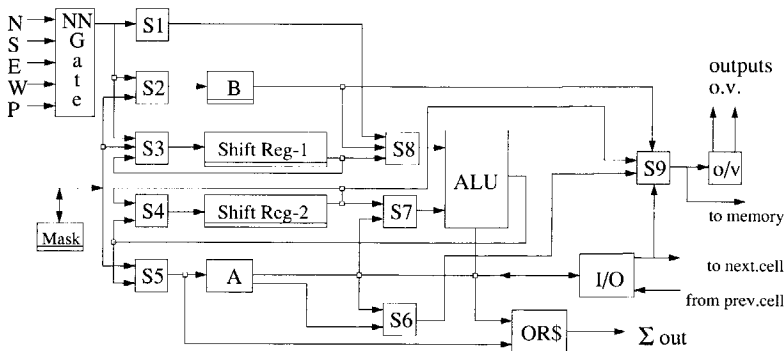 N
S
E
W
P
NN
G
a
t
e
S1
S2
B
S3
Shift Reg-1
S8
ALU
S9
outputs
o.v.
o/v
to memory
Mask
S4
Shift Reg-2
S7
S5
A
S6
I/O
to next.cell
from prev.cell
OR$
Σ out